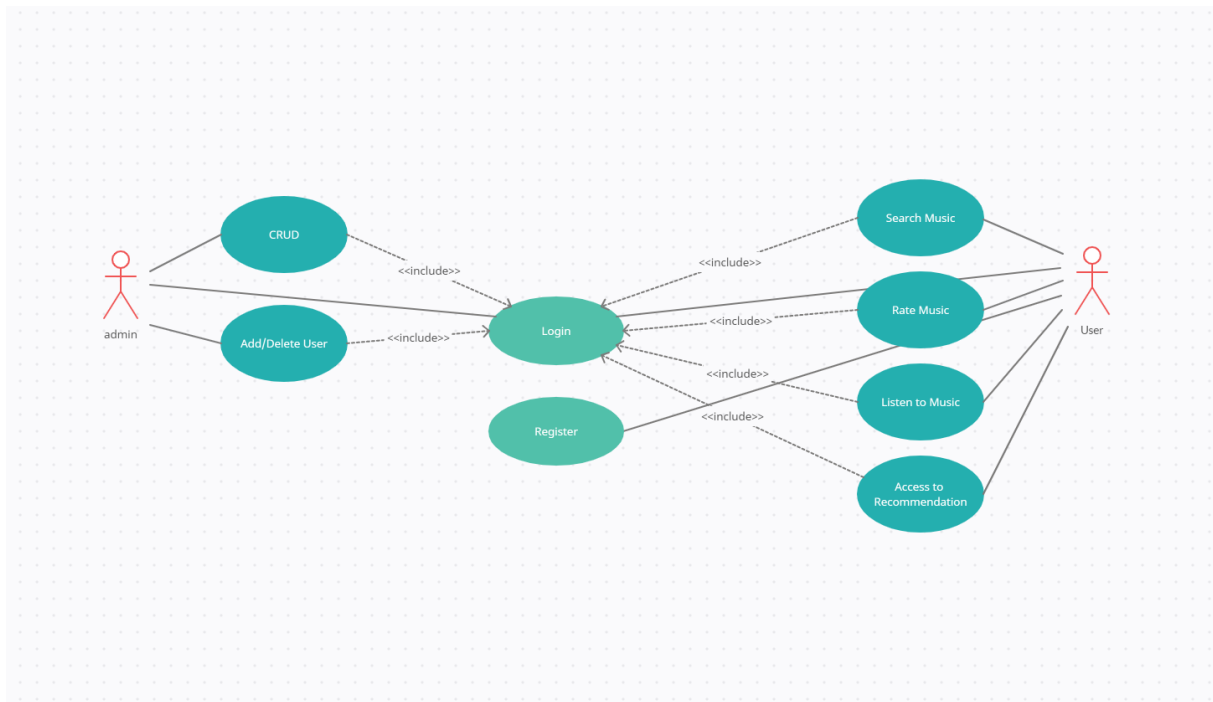 Search Music
CRUD
<<include>>
<<include>>
Rate Music
<<include>>
Login
admin
User
<<include>>
Add/Delete User
<<include>>
Listen to Music
<<include>>
Register
Access to
Recommendation